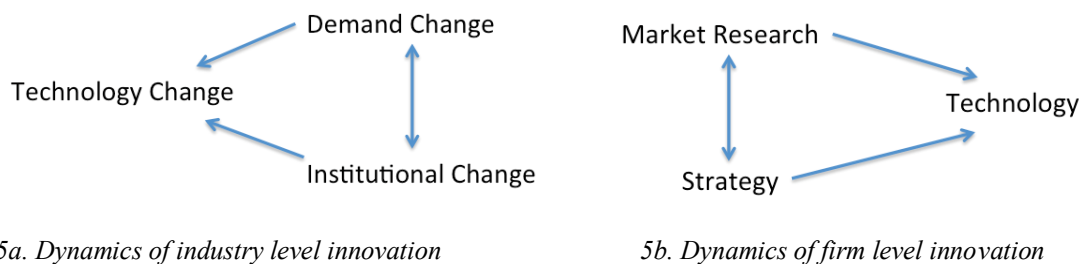 Demand Change
Technology Change
Institutional Change
5a. Dynamics of industry level innovation
Market Research
Technology
Strategy
5b. Dynamics of firm level innovation